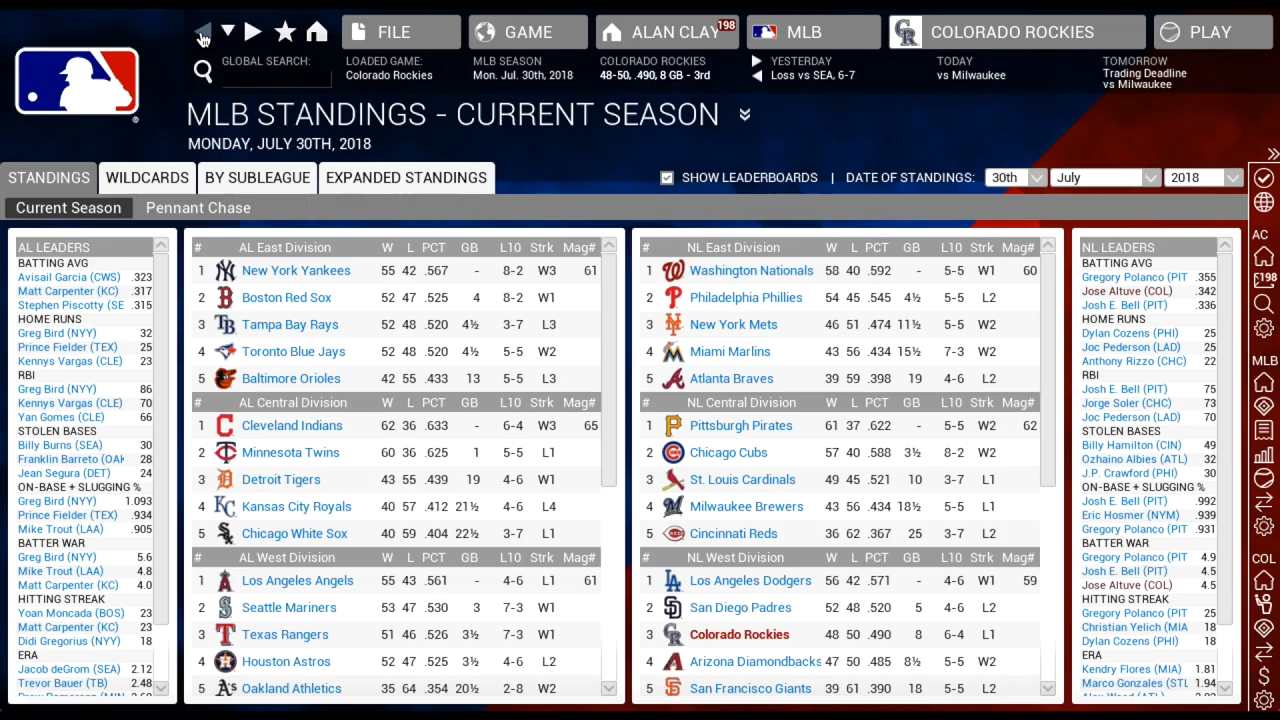 FILE GAME ALAN CLAY 198 MLB COLORADO ROCKIES PLAY
GLOBAL SEARCH: LOADED GAME: MLB SEASON COLORADO ROCKIES YESTERDAY TODAY TOMORROW
Colorado Rockies Mon. Jul. 30th, 2018 48-50, .490, 8 GB - 3rd Loss vs SEA, 6-7 vs Milwaukee Trading Deadline
vs Milwaukee
MLB STANDINGS - CURRENT SEASON
MONDAY, JULY 30TH, 2018
STANDINGS WILDCARDS BY SUBLEAGUE EXPANDED STANDINGS SHOW LEADERBOARDS | DATE OF STANDINGS: 30th July 2018
Current Season Pennant Chase
AL LEADERS
BATTING AVG
Avisail Garcia (CWS) .323
Matt Carpenter (KC) .317
Stephen Piscotty (SE .315
HOME RUNS
Greg Bird (NYY) 32
Prince Fielder (TEX) 25
Kennys Vargas (CLE) 23
RBI
Greg Bird (NYY) 86
Kennys Vargas (CLE) 70
Yan Gomes (CLE) 66
STOLEN BASES
Billy Burns (SEA) 30
Franklin Barreto (OAK 28
Jean Segura (DET) 24
ON-BASE + SLUGGING %
Greg Bird (NYY) 1.093
Prince Fielder (TEX) .934
Mike Trout (LAA) .905
BATTER WAR
Greg Bird (NYY) 5.6
Mike Trout (LAA) 4.8
Matt Carpenter (KC) 4.0
HITTING STREAK
Yoan Moncada (BOS) 23
Matt Carpenter (KC) 23
Didi Gregorius (NYY) 18
ERA
Jacob deGrom (SEA) 2.12
Trevor Bauer (TB) 2.48
# AL East Division W L PCT GB L10 Strk Mag#
1 New York Yankees 55 42 .567 - 8-2 W3 61
2 Boston Red Sox 52 47 .525 4 8-2 W1
3 Tampa Bay Rays 52 48 .520 4½ 3-7 L3
4 Toronto Blue Jays 52 48 .520 4½ 5-5 W2
5 Baltimore Orioles 42 55 .433 13 5-5 L3
# AL Central Division W L PCT GB L10 Strk Mag#
1 Cleveland Indians 62 36 .633 - 6-4 W3 65
2 Minnesota Twins 60 36 .625 1 5-5 L1
3 Detroit Tigers 43 55 .439 19 4-6 W1
4 Kansas City Royals 40 57 .412 21½ 4-6 L4
5 Chicago White Sox 40 59 .404 22½ 3-7 L1
# AL West Division W L PCT GB L10 Strk Mag#
1 Los Angeles Angels 55 43 .561 - 4-6 L1 61
2 Seattle Mariners 53 47 .530 3 7-3 W1
3 Texas Rangers 51 46 .526 3½ 7-3 W1
4 Houston Astros 52 47 .525 3½ 4-6 L2
5 Oakland Athletics 35 64 .354 20½ 2-8 W2
# NL East Division W L PCT GB L10 Strk Mag#
1 Washington Nationals 58 40 .592 - 5-5 W1 60
2 Philadelphia Phillies 54 45 .545 4½ 5-5 L2
3 New York Mets 46 51 .474 11½ 5-5 W2
4 Miami Marlins 43 56 .434 15½ 7-3 W2
5 Atlanta Braves 39 59 .398 19 4-6 L2
# NL Central Division W L PCT GB L10 Strk Mag#
1 Pittsburgh Pirates 61 37 .622 - 5-5 W2 62
2 Chicago Cubs 57 40 .588 3½ 8-2 W2
3 St. Louis Cardinals 49 45 .521 10 3-7 L1
4 Milwaukee Brewers 43 56 .434 18½ 5-5 L1
5 Cincinnati Reds 36 62 .367 25 3-7 L2
# NL West Division W L PCT GB L10 Strk Mag#
1 Los Angeles Dodgers 56 42 .571 - 4-6 W1 59
2 San Diego Padres 52 48 .520 5 4-6 L2
3 Colorado Rockies 48 50 .490 8 6-4 L1
4 Arizona Diamondbacks 47 50 .485 8½ 5-5 W2
5 San Francisco Giants 39 61 .390 18 5-5 L2
NL LEADERS
BATTING AVG
Gregory Polanco (PIT .355
Jose Altuve (COL) .342
Josh E. Bell (PIT) .336
HOME RUNS
Dylan Cozens (PHI) 25
Joc Pederson (LAD) 25
Anthony Rizzo (CHC) 22
RBI
Josh E. Bell (PIT) 75
Jorge Soler (CHC) 73
Joc Pederson (LAD) 70
STOLEN BASES
Billy Hamilton (CIN) 49
Ozhaino Albies (ATL) 32
J.P. Crawford (PHI) 30
ON-BASE + SLUGGING %
Josh E. Bell (PIT) .992
Eric Hosmer (NYM) .939
Gregory Polanco (PIT .931
BATTER WAR
Gregory Polanco (PIT 4.9
Josh E. Bell (PIT) 4.5
Jose Altuve (COL) 4.5
HITTING STREAK
Gregory Polanco (PIT 25
Christian Yelich (MIA 18
Dylan Cozens (PHI) 18
ERA
Kendry Flores (MIA) 1.81
Marco Gonzales (STL 1.94
AC
198
MLB
COL